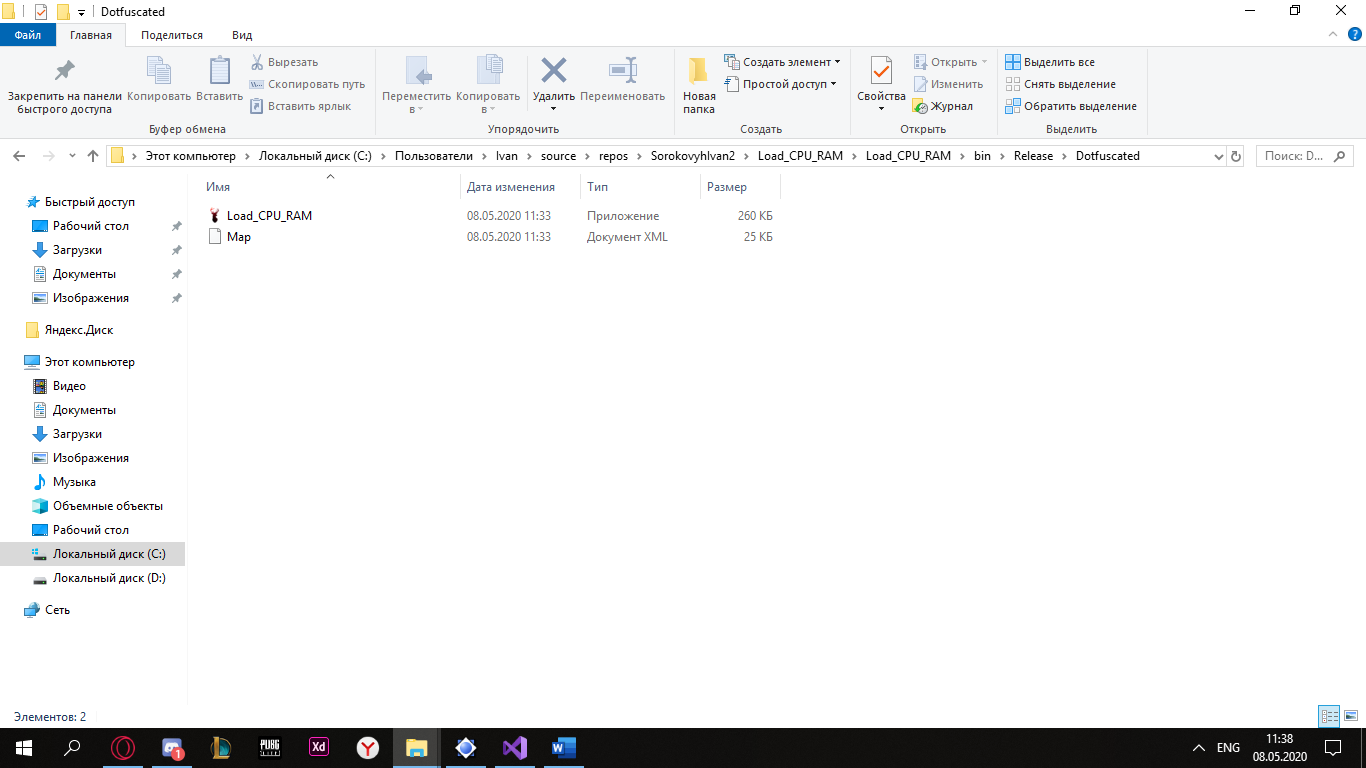 Dotfuscated
Файл Главная Поделиться Вид
Закрепить на панели быстрого доступа
Копировать
Вставить
Вырезать
Скопировать путь
Вставить ярлык
Буфер обмена
Переместить в
Копировать в
Удалить
Переименовать
Упорядочить
Новая папка
Создать элемент
Простой доступ
Создать
Свойства
Открыть
Изменить
Журнал
Открыть
Выделить все
Снять выделение
Обратить выделение
Выделить
Этот компьютер Локальный диск (C:) Пользователи Ivan source repos SorokovyhIvan2 Load_CPU_RAM Load_CPU_RAM bin Release Dotfuscated
Поиск: D...
Быстрый доступ
Рабочий стол
Загрузки
Документы
Изображения
Яндекс.Диск
Этот компьютер
Видео
Документы
Загрузки
Изображения
Музыка
Объемные объекты
Рабочий стол
Локальный диск (C:)
Локальный диск (D:)
Сеть
Имя Дата изменения Тип Размер
Load_CPU_RAM 08.05.2020 11:33 Приложение 260 КБ
Map 08.05.2020 11:33 Документ XML 25 КБ
Элементов: 2
1
PUBG
Xd
Y
W
ENG
11:38
08.05.2020